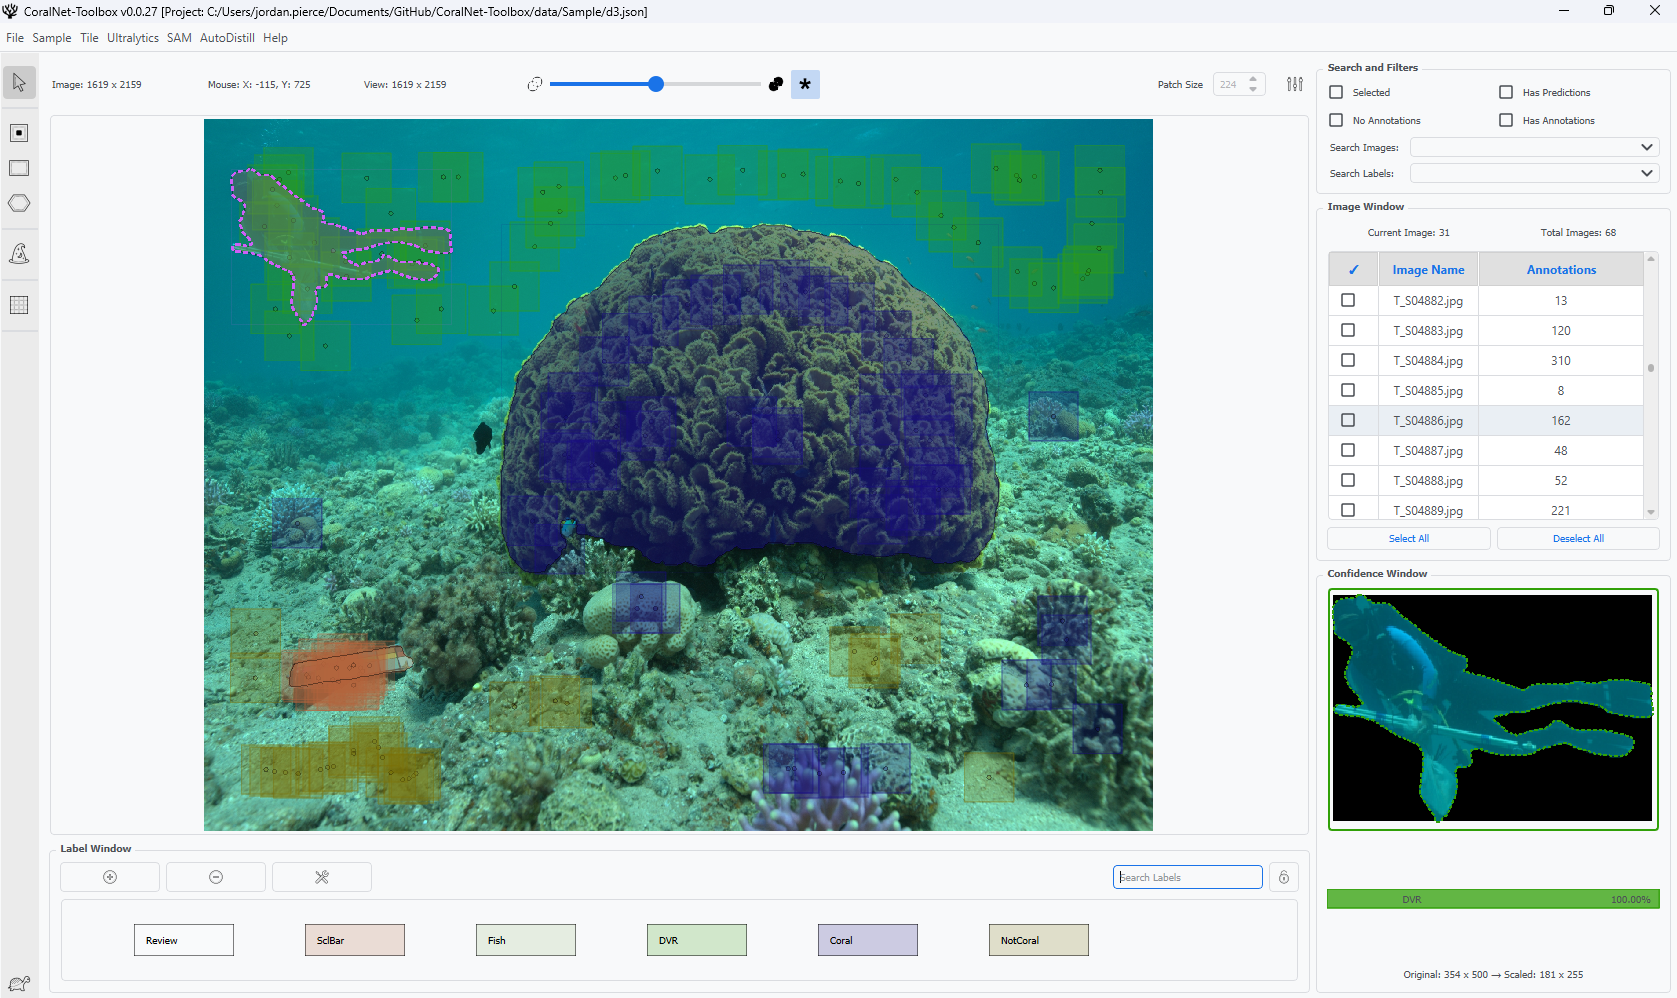 CoralNet-Toolbox v0.0.27 [Project: C:/Users/jordan.pierce/Documents/GitHub/CoralNet-Toolbox/data/Sample/d3.json]
File Sample Tile Ultralytics SAM AutoDistill Help
Image: 1619 x 2159
Mouse: X: -115, Y: 725
View: 1619 x 2159
Patch Size 224
Search and Filters
Selected
Has Predictions
No Annotations
Has Annotations
Search Images:
Search Labels:
Image Window
Current Image: 31
Total Images: 68
✓ Image Name Annotations
T_S04882.jpg 13
T_S04883.jpg 120
T_S04884.jpg 310
T_S04885.jpg 8
T_S04886.jpg 162
T_S04887.jpg 48
T_S04888.jpg 52
T_S04889.jpg 221
Select All
Deselect All
Confidence Window
DVR 100.00%
Original: 354 x 500 → Scaled: 181 x 255
Label Window
Search Labels
Review
SclBar
Fish
DVR
Coral
NotCoral